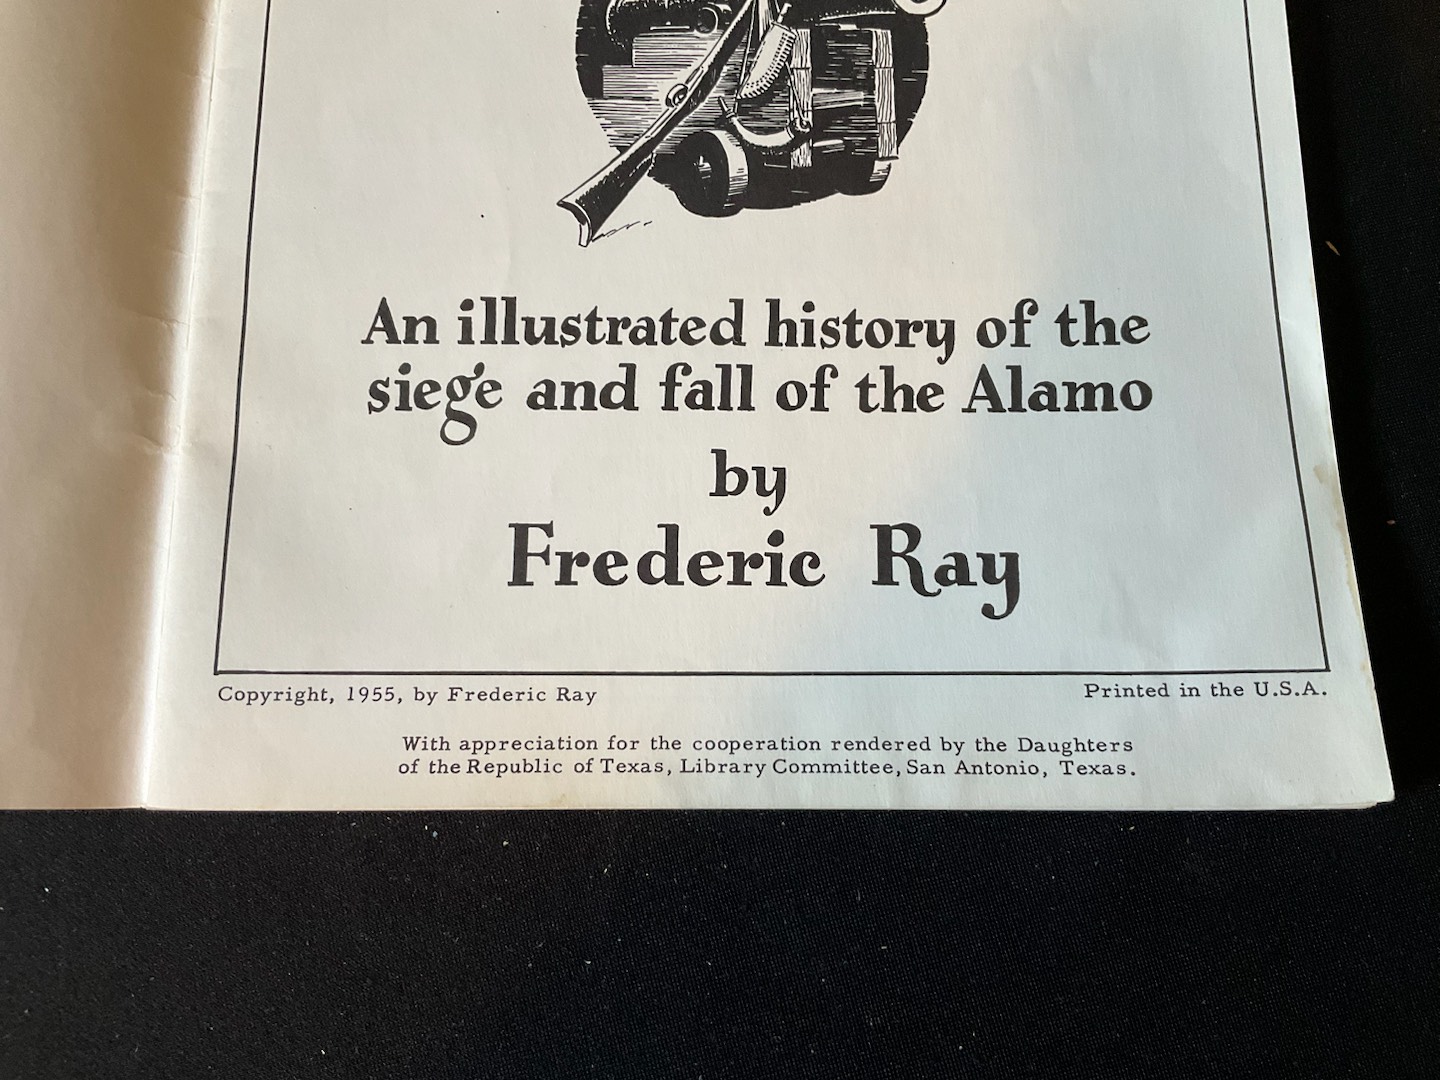 An illustrated history of the
siege and fall of the Alamo
by
Frederic Ray
Copyright, 1955, by Frederic Ray
Printed in the U.S.A.
With appreciation for the cooperation rendered by the Daughters
of the Republic of Texas, Library Committee, San Antonio, Texas.